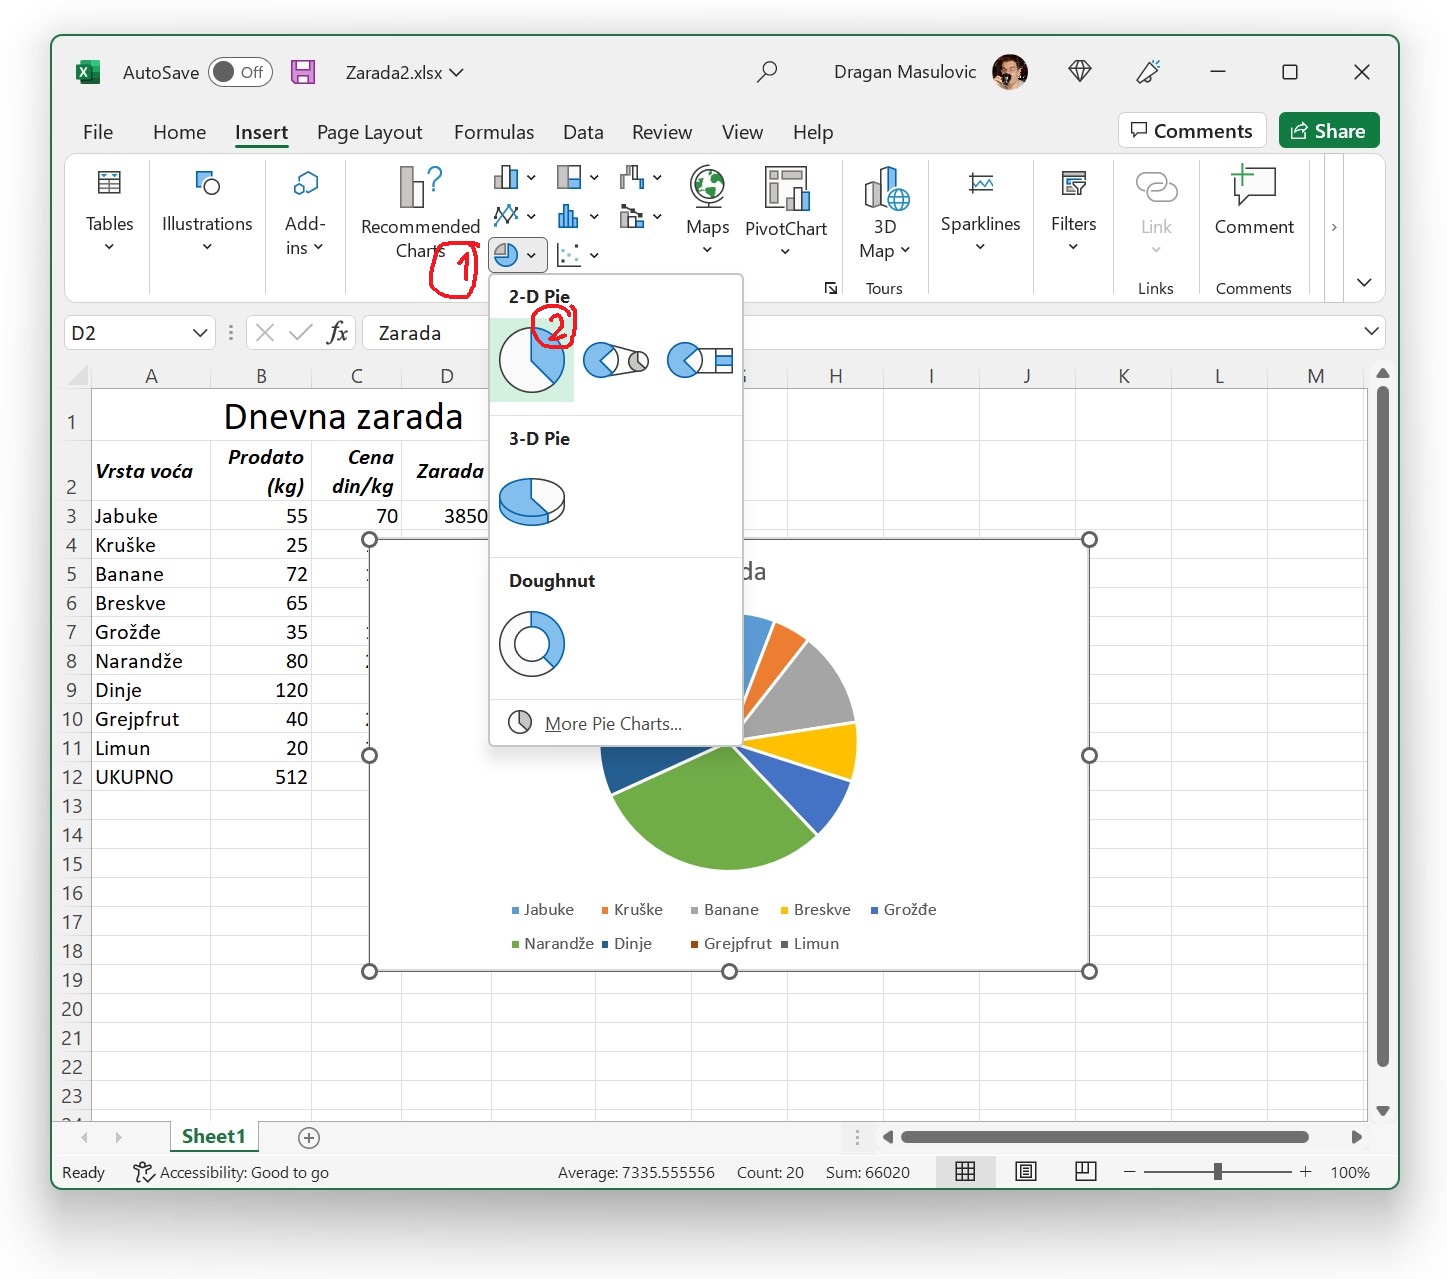 AutoSave Off Zarada2.xlsx Dragan Masulovic
File Home Insert Page Layout Formulas Data Review View Help Comments Share
Tables Illustrations Add-ins Recommended Charts Maps PivotChart 3D Map Sparklines Filters Link Comment
Tours Links Comments
1
2-D Pie
2
3-D Pie
Doughnut
More Pie Charts...
D2 fx Zarada
A B C D H I J K L M
1 Dnevna zarada
2 Vrsta voća Prodato (kg) Cena din/kg Zarada
3 Jabuke 55 70 3850
4 Kruške 25
5 Banane 72
6 Breskve 65
7 Grožđe 35
8 Narandže 80
9 Dinje 120
10 Grejpfrut 40
11 Limun 20
12 UKUPNO 512
13
14
15
16
17
18
19
20
21
22
23
da
Jabuke Kruške Banane Breskve Grožđe
Narandže Dinje Grejpfrut Limun
Sheet1
Ready Accessibility: Good to go Average: 7335.555556 Count: 20 Sum: 66020 100%